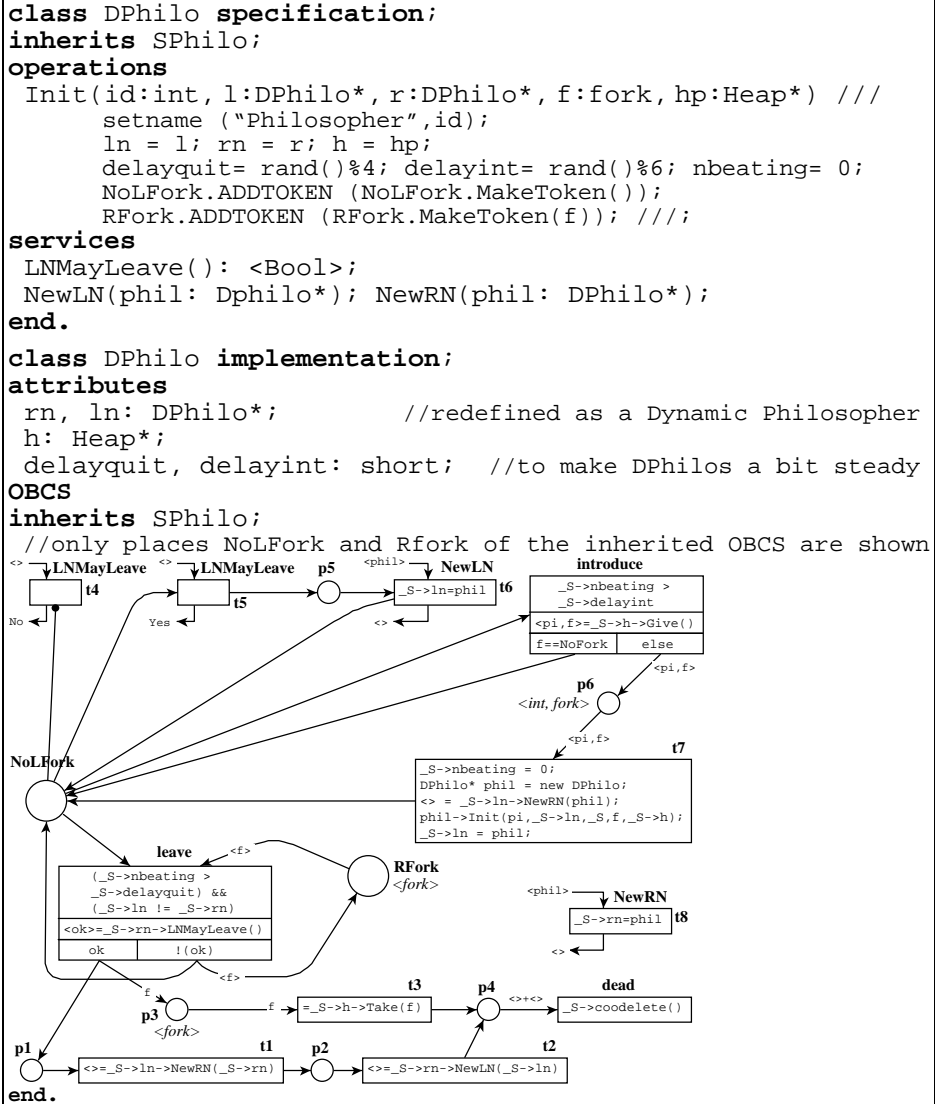 class DPhilo specification;
inherits SPhilo;
operations
Init(id:int, l:DPhilo*, r:DPhilo*, f:fork, hp:Heap*) ///
setname (“Philosopher”,id);
ln = l; rn = r; h = hp;
delayquit= rand()%4; delayint= rand()%6; nbeating= 0;
NoLFork.ADDTOKEN (NoLFork.MakeToken());
RFork.ADDTOKEN (RFork.MakeToken(f)); ///;
services
LNMayLeave(): <Bool>;
NewLN(phil: Dphilo*); NewRN(phil: DPhilo*);
end.
class DPhilo implementation;
attributes
rn, ln: DPhilo*; //redefined as a Dynamic Philosopher
h: Heap*;
delayquit, delayint: short; //to make DPhilos a bit steady
OBCS
inherits SPhilo;
//only places NoLFork and Rfork of the inherited OBCS are shown
<> LNMayLeave
t4
No
<> LNMayLeave
t5
Yes
p5
<phil> NewLN
_S->ln=phil t6
<>
introduce
_S->nbeating >
_S->delayint
<pi,f>=_S->h->Give()
f==NoFork else
<pi,f>
p6
<int, fork>
<pi,f>
t7
_S->nbeating = 0;
DPhilo* phil = new DPhilo;
<> = _S->ln->NewRN(phil);
phil->Init(pi,_S->ln,_S,f,_S->h);
_S->ln = phil;
NoLFork
leave
<f>
(_S->nbeating >
_S->delayquit) &&
(_S->ln != _S->rn)
<ok>=_S->rn->LNMayLeave()
ok !(ok)
<f>
RFork
<fork>
<phil> NewRN
_S->rn=phil t8
<>
f
p3
<fork>
f
t3
=_S->h->Take(f)
p4
<>+<>
dead
_S->coodelete()
p1
t1
<>=_S->ln->NewRN(_S->rn)
p2
t2
<>=_S->rn->NewLN(_S->ln)
end.